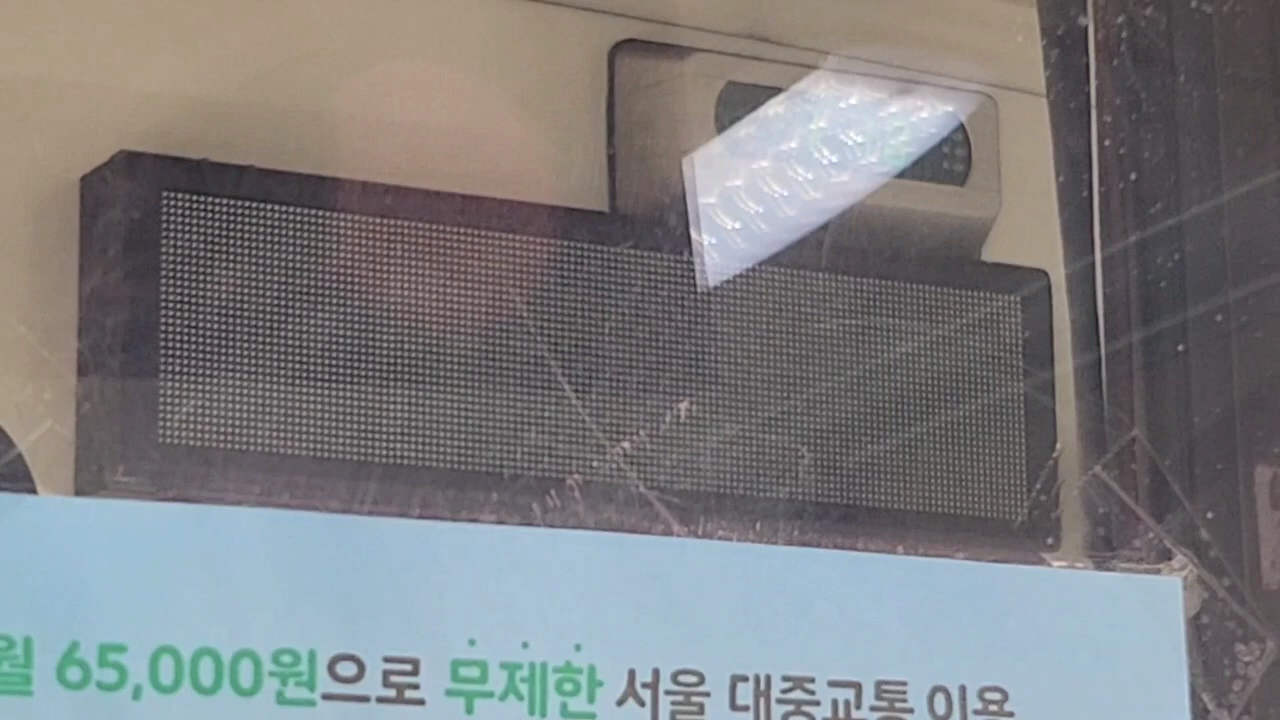 월 65,000원으로 무제한 서울 대중교통 이용